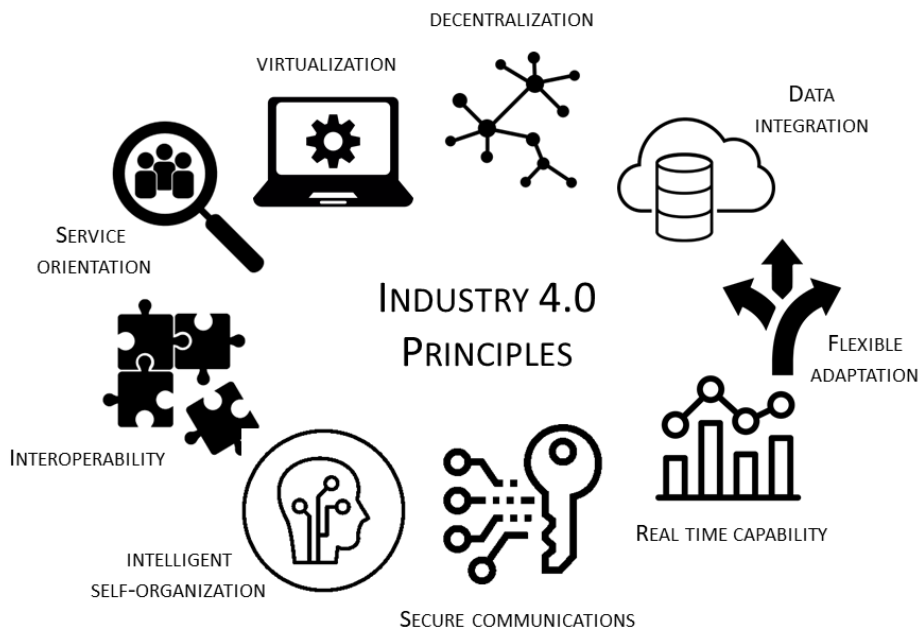 DECENTRALIZATION
VIRTUALIZATION
DATA
INTEGRATION
SERVICE
ORIENTATION
INDUSTRY 4.0
PRINCIPLES
FLEXIBLE
ADAPTATION
INTEROPERABILITY
REAL TIME CAPABILITY
INTELLIGENT
SELF-ORGANIZATION
SECURE COMMUNICATIONS